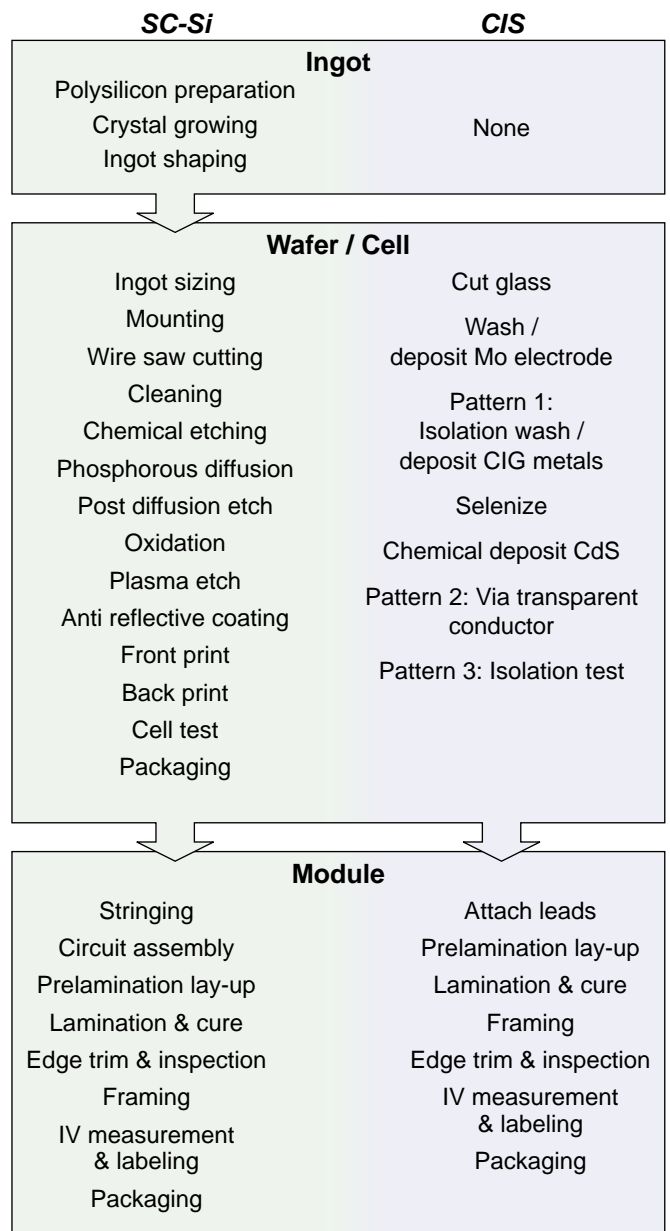 SC-Si
CIS
Ingot
Polysilicon preparation
Crystal growing
Ingot shaping
None
Wafer / Cell
Ingot sizing
Mounting
Wire saw cutting
Cleaning
Chemical etching
Phosphorous diffusion
Post diffusion etch
Oxidation
Plasma etch
Anti reflective coating
Front print
Back print
Cell test
Packaging
Cut glass
Wash /
deposit Mo electrode
Pattern 1:
Isolation wash /
deposit CIG metals
Selenize
Chemical deposit CdS
Pattern 2: Via transparent
conductor
Pattern 3: Isolation test
Module
Stringing
Circuit assembly
Prelamination lay-up
Lamination & cure
Edge trim & inspection
Framing
IV measurement
& labeling
Packaging
Attach leads
Prelamination lay-up
Lamination & cure
Framing
Edge trim & inspection
IV measurement
& labeling
Packaging